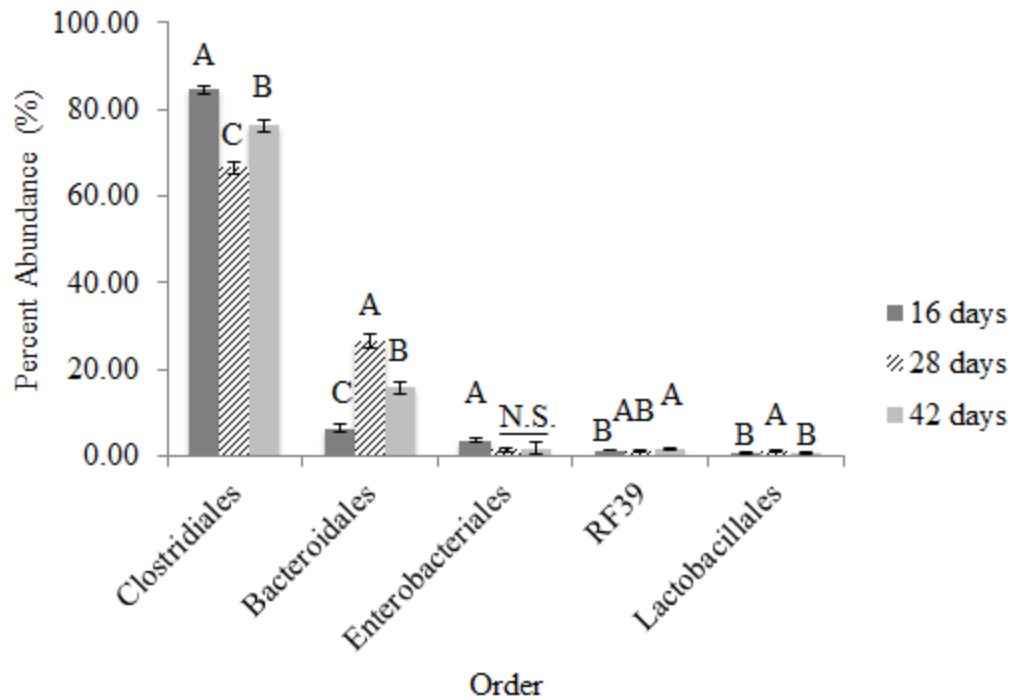 100.00
80.00
60.00
40.00
20.00
0.00
Percent Abundance (%)
A
C
B
C
A
B
A
N.S.
B
AB
A
B
A
B
16 days
28 days
42 days
Clostridiales
Bacteroidales
Enterobacteriales
RF39
Lactobacillales
Order